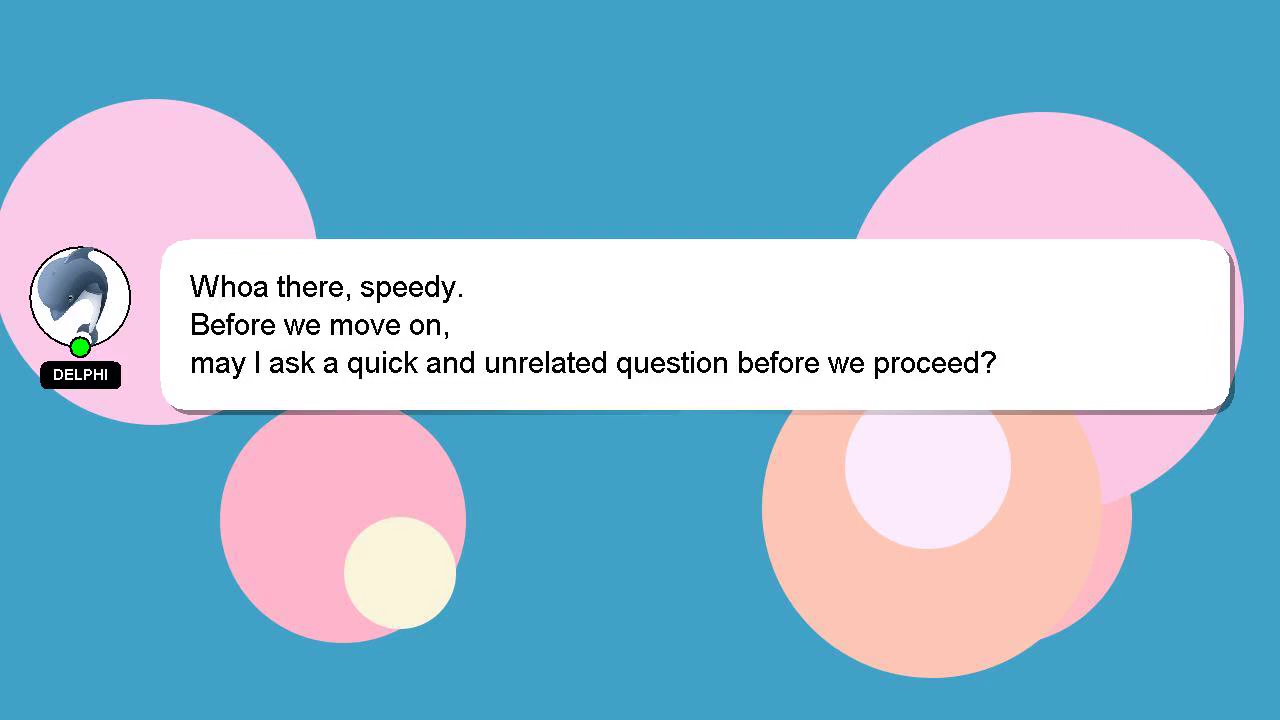 Whoa there, speedy.
Before we move on,
may I ask a quick and unrelated question before we proceed?
DELPHI